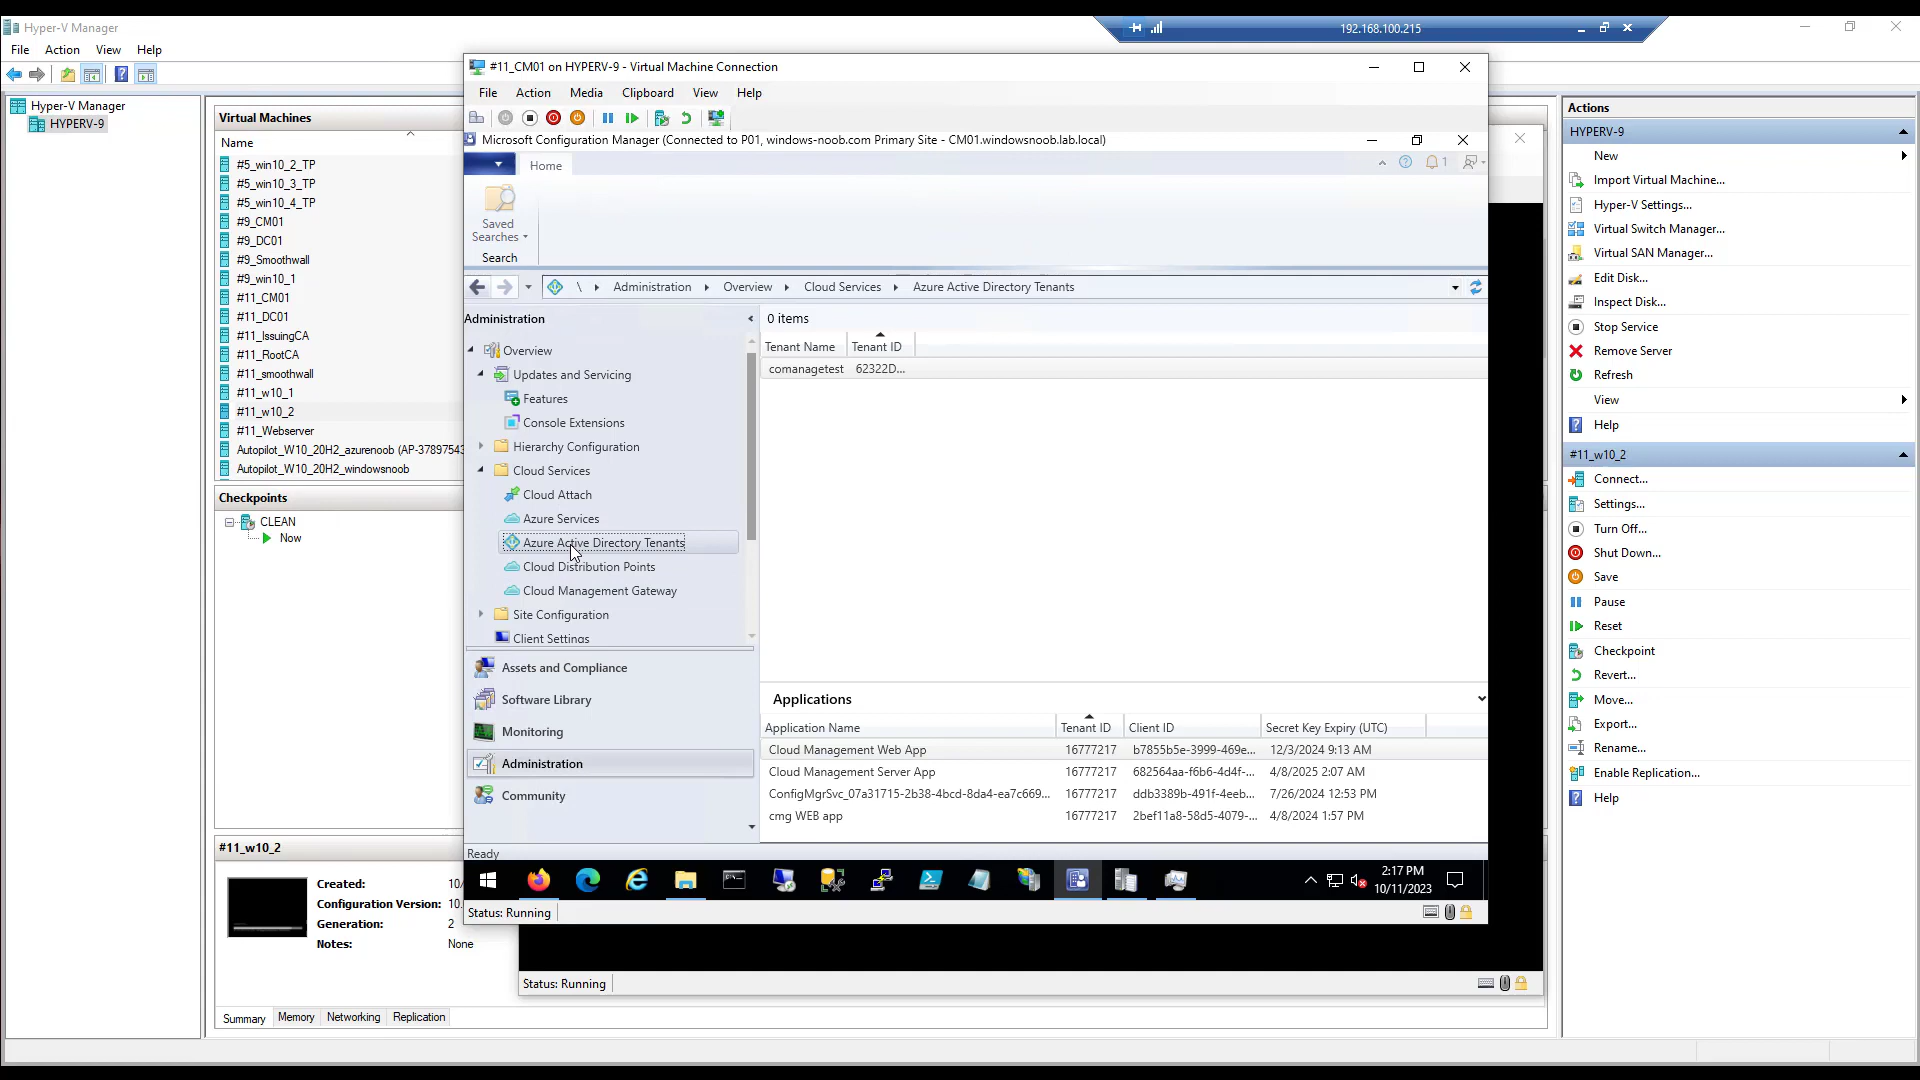 Hyper-V Manager
192.168.100.215
File Action View Help
Hyper-V Manager
HYPERV-9
Virtual Machines
Name
#5_win10_2_TP
#5_win10_3_TP
#5_win10_4_TP
#9_CM01
#9_DC01
#9_Smoothwall
#9_win10_1
#11_CM01
#11_DC01
#11_IssuingCA
#11_RootCA
#11_smoothwall
#11_w10_1
#11_w10_2
#11_Webserver
Autopilot_W10_20H2_azurenoob (AP-37897543
Autopilot_W10_20H2_windowsnoob
Checkpoints
CLEAN
Now
#11_w10_2
Created: 10/
Configuration Version: 10.
Generation: 2
Notes: None
Summary Memory Networking Replication
#11_CM01 on HYPERV-9 - Virtual Machine Connection
File Action Media Clipboard View Help
Microsoft Configuration Manager (Connected to P01, windows-noob.com Primary Site - CM01.windowsnoob.lab.local)
Home
1
Saved
Searches
Search
\ Administration Overview Cloud Services Azure Active Directory Tenants
Administration
Overview
Updates and Servicing
Features
Console Extensions
Hierarchy Configuration
Cloud Services
Cloud Attach
Azure Services
Azure Active Directory Tenants
Cloud Distribution Points
Cloud Management Gateway
Site Configuration
Client Settings
Assets and Compliance
Software Library
Monitoring
Administration
Community
0 items
Tenant Name Tenant ID
comanagetest 62322D...
Applications
Application Name Tenant ID Client ID Secret Key Expiry (UTC)
Cloud Management Web App 16777217 b7855b5e-3999-469e... 12/3/2024 9:13 AM
Cloud Management Server App 16777217 682564aa-f6b6-4d4f-... 4/8/2025 2:07 AM
ConfigMgrSvc_07a31715-2b38-4bcd-8da4-ea7c669... 16777217 ddb3389b-491f-4eeb... 7/26/2024 12:53 PM
cmg WEB app 16777217 2bef11a8-58d5-4079-... 4/8/2024 1:57 PM
Ready
2:17 PM
10/11/2023
Status: Running
Status: Running
Actions
HYPERV-9
New
Import Virtual Machine...
Hyper-V Settings...
Virtual Switch Manager...
Virtual SAN Manager...
Edit Disk...
Inspect Disk...
Stop Service
Remove Server
Refresh
View
Help
#11_w10_2
Connect...
Settings...
Turn Off...
Shut Down...
Save
Pause
Reset
Checkpoint
Revert...
Move...
Export...
Rename...
Enable Replication...
Help